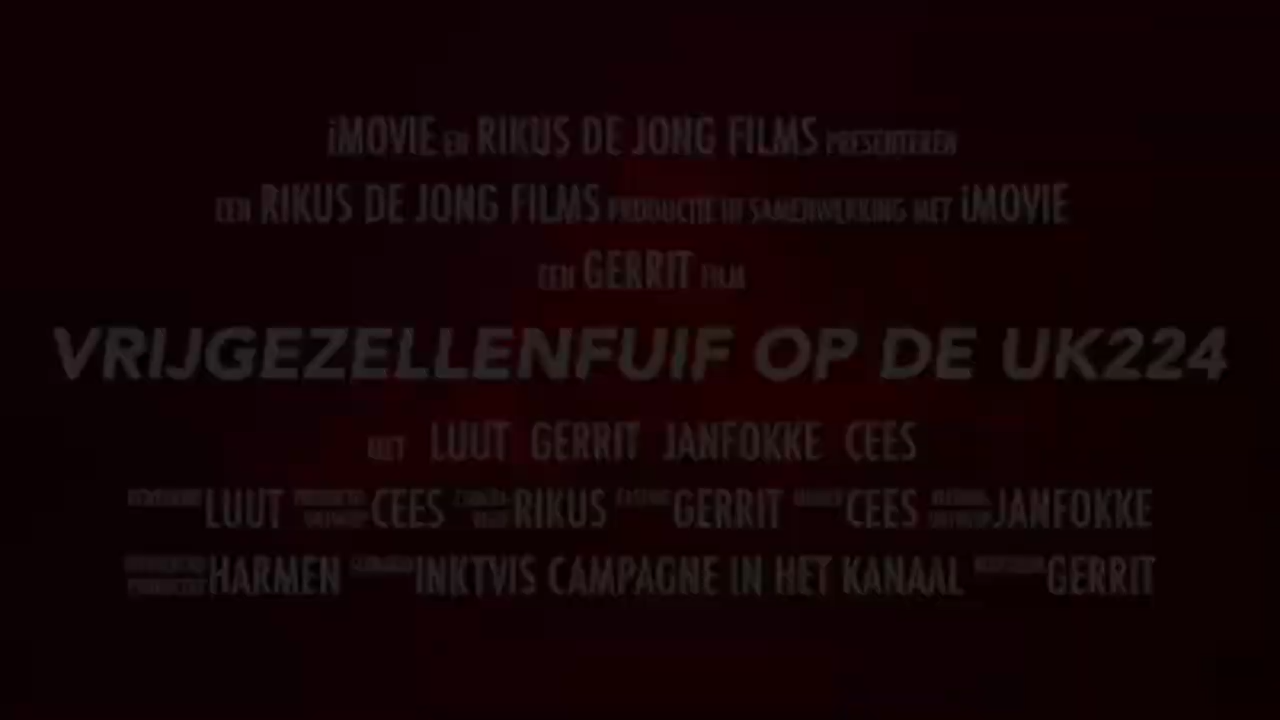 iMOVIE EN RIKUS DE JONG FILMS PRESENTEREN
EEN RIKUS DE JONG FILMS PRODUCTIE IN SAMENWERKING MET iMOVIE
EEN GERRIT FILM
VRIJGEZELLENFUIF OP DE UK224
MET LUUT GERRIT JANFOKKE CEES
LUUT CEES RIKUS GERRIT CEES JANFOKKE
HARMEN INKTVIS CAMPAGNE IN HET KANAAL GERRIT